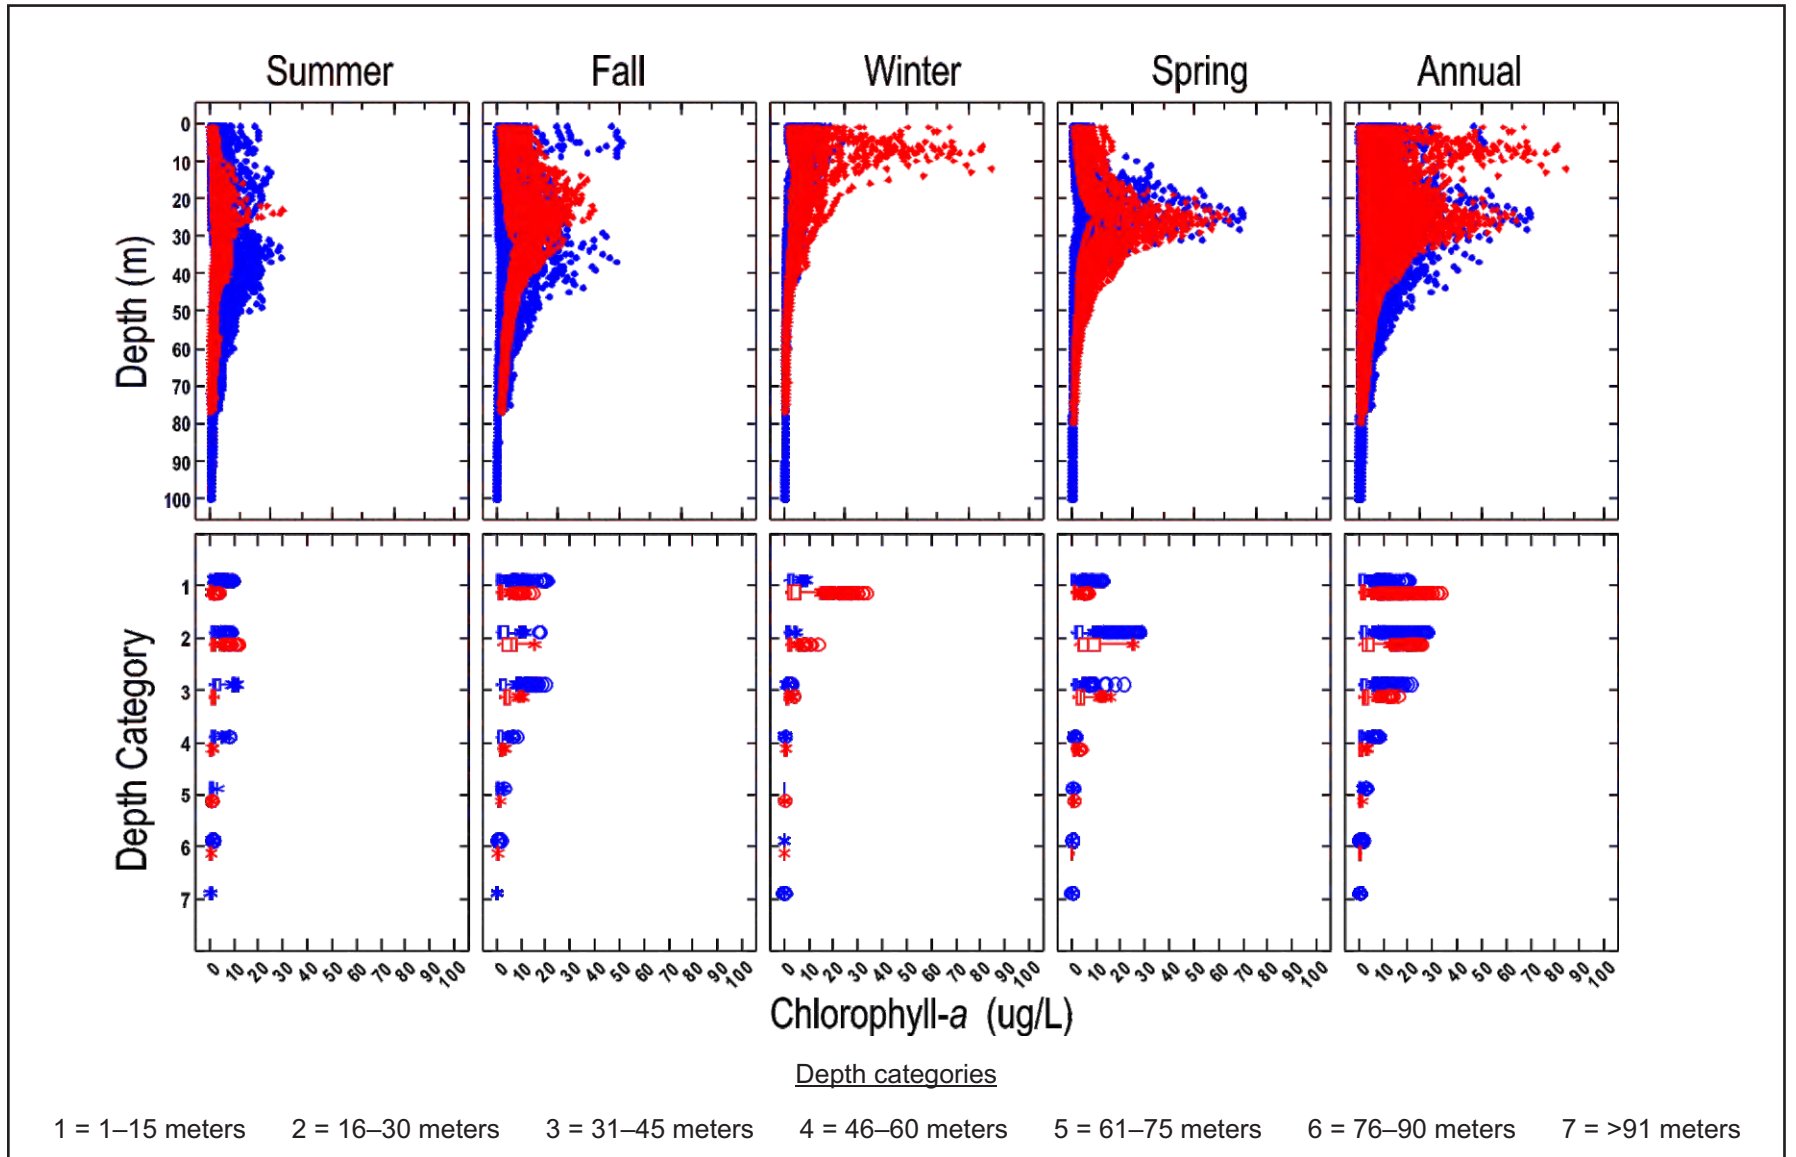 Summer Fall Winter Spring Annual
Depth (m)
0
10
20
30
40
50
60
70
80
90
100
Depth Category
1
2
3
4
5
6
7
0 10 20 30 40 50 60 70 80 90 100 0 10 20 30 40 50 60 70 80 90 100 0 10 20 30 40 50 60 70 80 90 100 0 10 20 30 40 50 60 70 80 90 100 0 10 20 30 40 50 60 70 80 90 100
Chlorophyll-a (ug/L)
Depth categories
1 = 1–15 meters 2 = 16–30 meters 3 = 31–45 meters 4 = 46–60 meters 5 = 61–75 meters 6 = 76–90 meters 7 = >91 meters